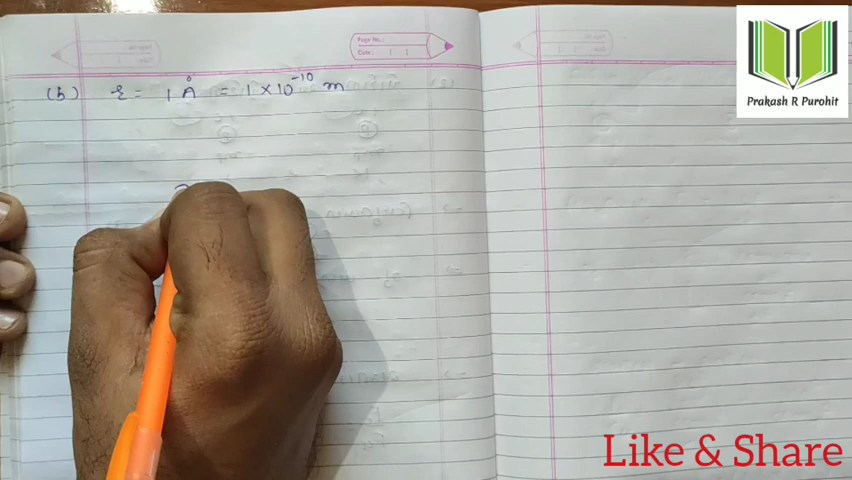 Page No.:
Date:
(b) r = 1 Å = 1 × 10⁻¹⁰ m
Prakash R Purohit
Like & Share